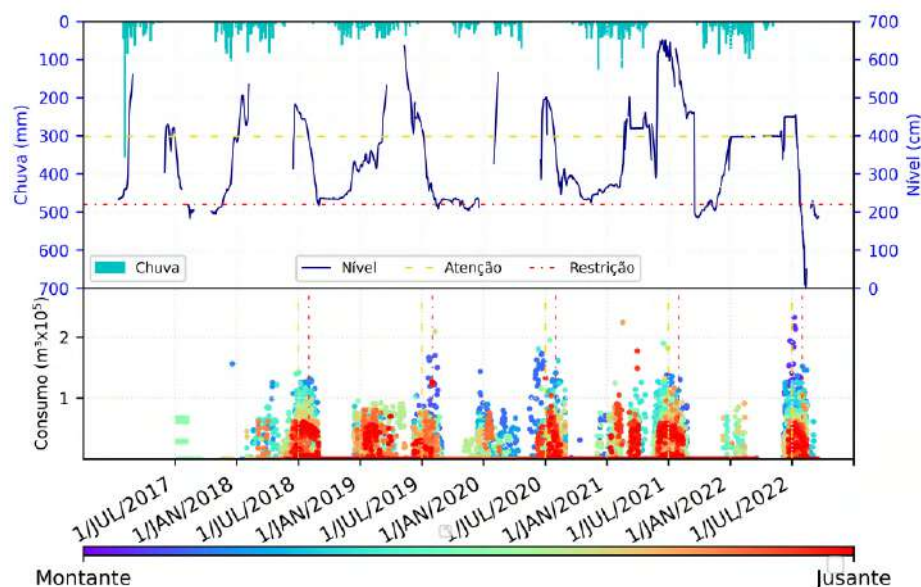 0
100
200
300
400
500
600
700
Chuva (mm)
700
600
500
400
300
200
100
0
Nível (cm)
Chuva
Nível
Atenção
Restrição
2
1
Consumo (m³x10⁵)
1/JUL/2017
1/JAN/2018
1/JUL/2018
1/JAN/2019
1/JUL/2019
1/JAN/2020
1/JUL/2020
1/JAN/2021
1/JUL/2021
1/JAN/2022
1/JUL/2022
Montante
Jusante